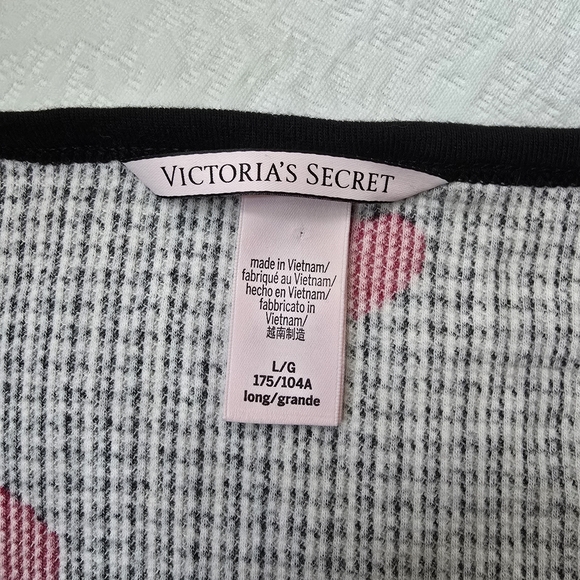 VICTORIA'S SECRET
made in Vietnam/
fabriqué au Vietnam/
hecho en Vietnam/
fabbricato in
Vietnam/
越南制造
L/G
175/104A
long/grande